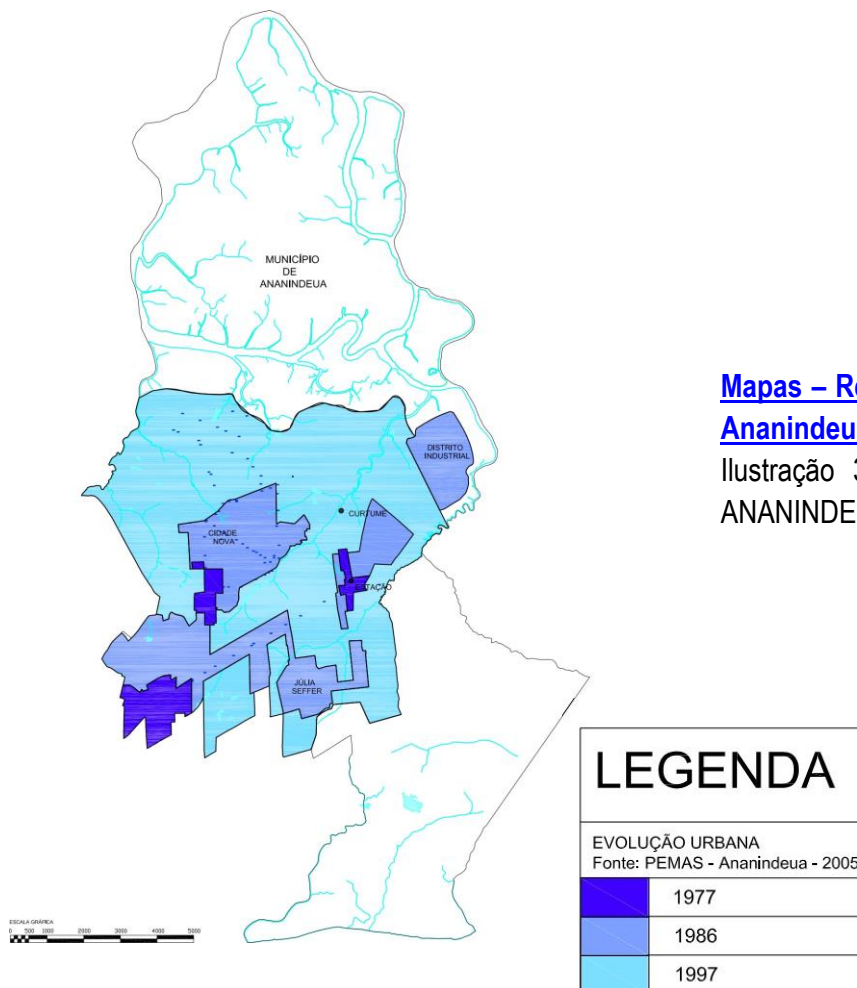 MUNICÍPIO
DE
ANANINDEUA
DISTRITO
INDUSTRIAL
CURTUME
CIDADE
NOVA
ESTAÇÃO
JÚLIA
SEFFER
Mapas – R
Ananindeu
Ilustração 3
ANANINDE
LEGENDA
EVOLUÇÃO URBANA
Fonte: PEMAS - Ananindeua - 2005
1977
1986
1997
ESCALA GRÁFICA
0 500 1000 2000 3000 4000 5000